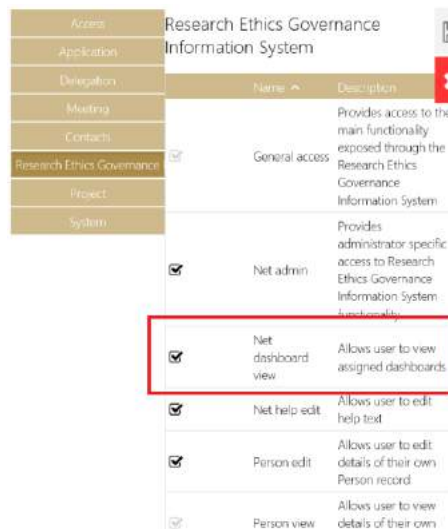 Access
Application
Delegation
Meeting
Contacts
Research Ethics Governance
Project
System
Research Ethics Governance
Information System
Name
Description
General access
Provides access to the
main functionality
exposed through the
Research Ethics
Governance
Information System
Net admin
Provides
administrator specific
access to Research
Ethics Governance
Information System
functionality
Net
dashboard
view
Allows user to view
assigned dashboards
Net help edit
Allows user to edit
help text
Person edit
Allows user to edit
details of their own
Person record
Person view
Allows user to view
details of their own